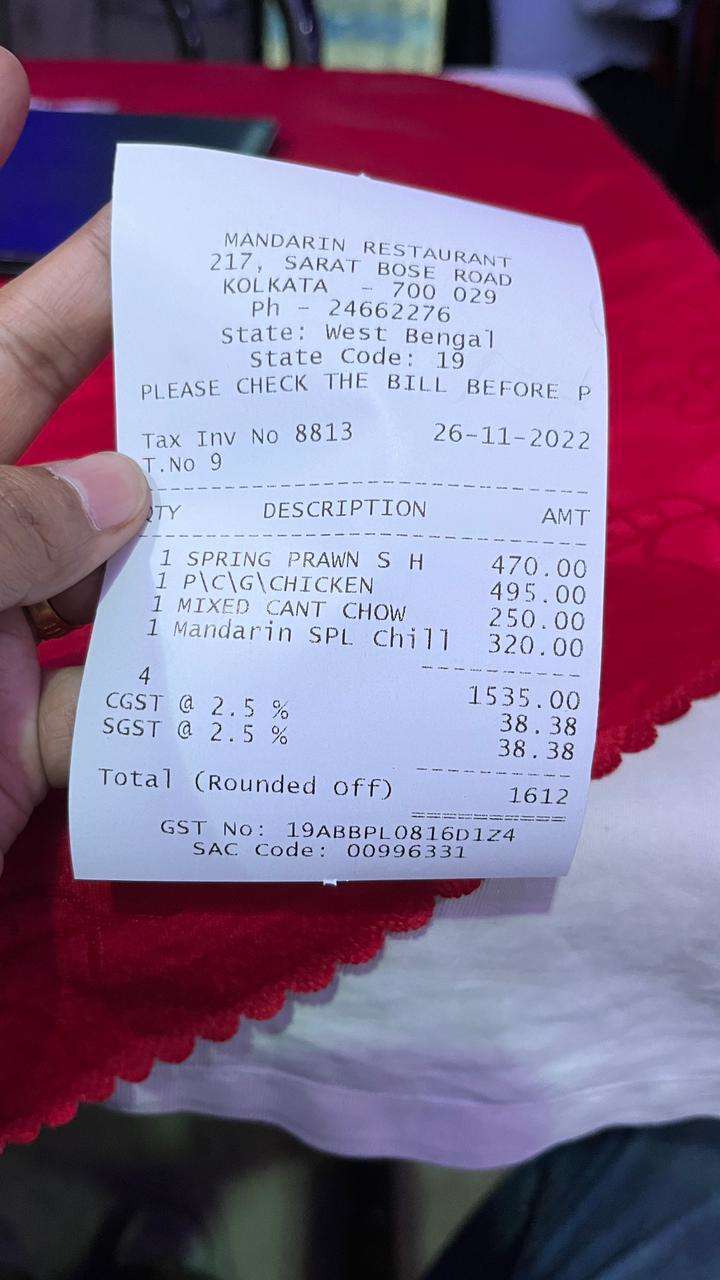 MANDARIN RESTAURANT
217, SARAT BOSE ROAD
KOLKATA - 700 029
Ph - 24662276
State: West Bengal
State Code: 19
PLEASE CHECK THE BILL BEFORE P
Tax Inv No 8813 26-11-2022
T.No 9
QTY DESCRIPTION AMT
1 SPRING PRAWN S H 470.00
1 P\C\G\CHICKEN 495.00
1 MIXED CANT CHOW 250.00
1 Mandarin SPL Chill 320.00
4 1535.00
CGST @ 2.5 % 38.38
SGST @ 2.5 % 38.38
Total (Rounded Off) 1612
GST No: 19ABBPL0816D1Z4
SAC Code: 00996331